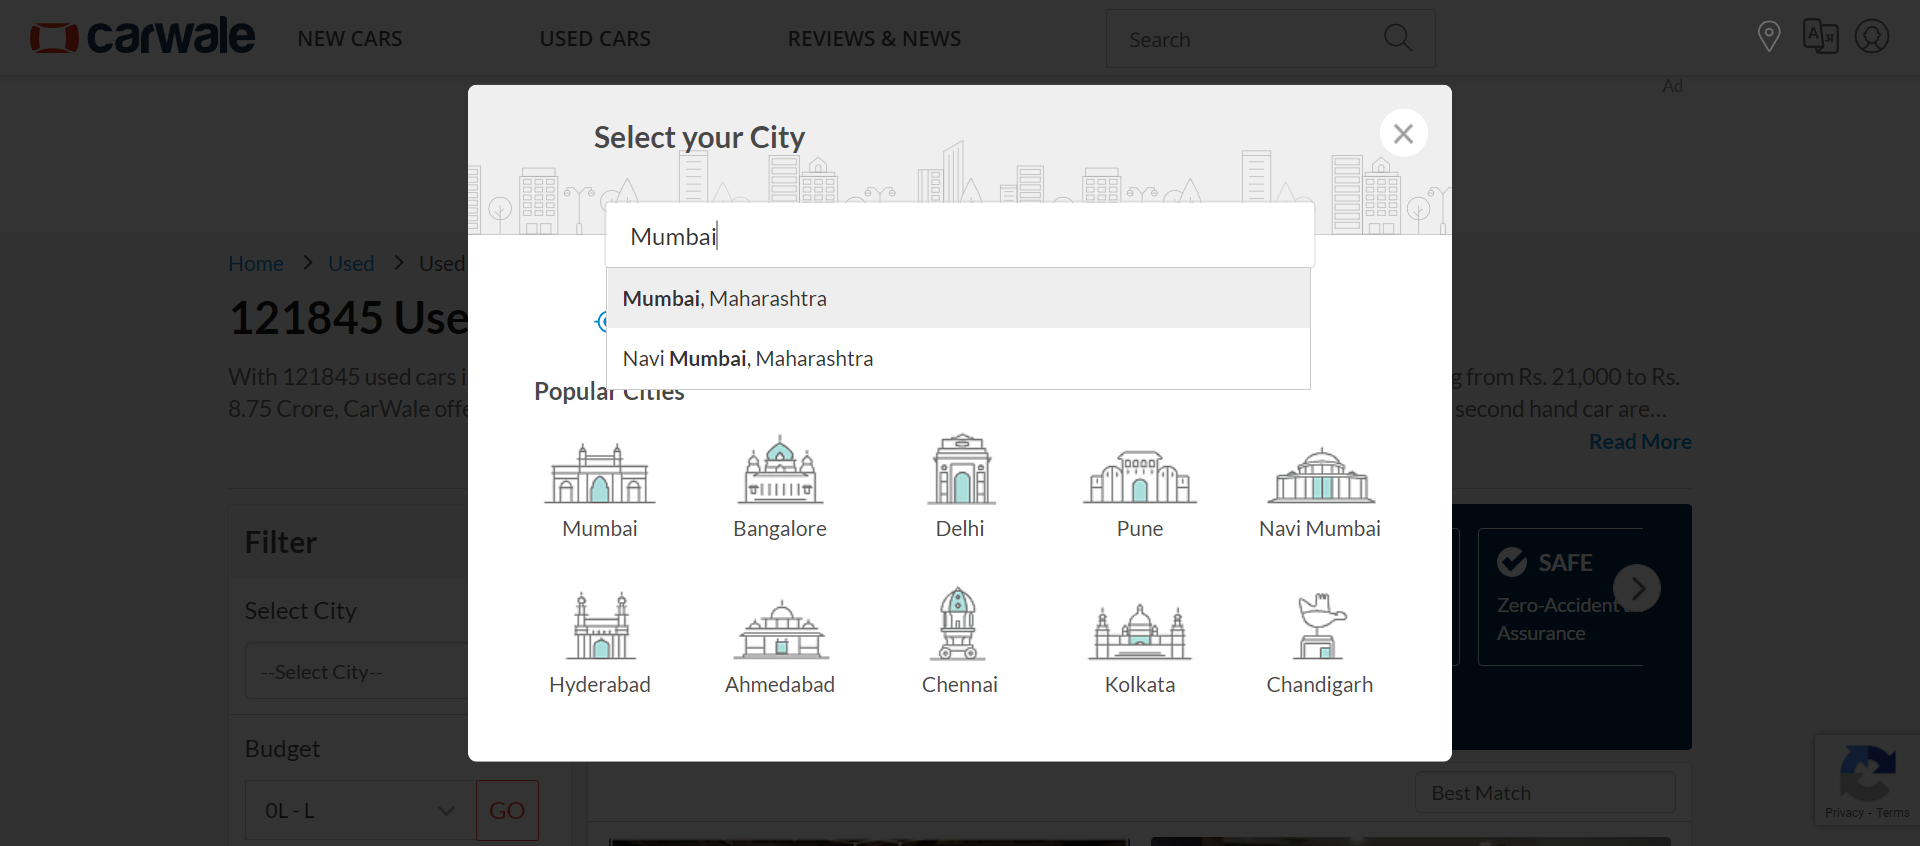 carwale
NEW CARS
USED CARS
REVIEWS & NEWS
Search
Ad
Select your City
Mumbai
Mumbai, Maharashtra
Navi Mumbai, Maharashtra
Popular Cities
Mumbai
Bangalore
Delhi
Pune
Navi Mumbai
Hyderabad
Ahmedabad
Chennai
Kolkata
Chandigarh
Home
Used
Used
121845 Use
With 121845 used cars i
g from Rs. 21,000 to Rs.
8.75 Crore, CarWale offe
second hand car are...
Read More
Filter
Select City
--Select City--
Budget
0L - L
GO
SAFE
Zero-Accident
Assurance
Best Match
Privacy - Terms